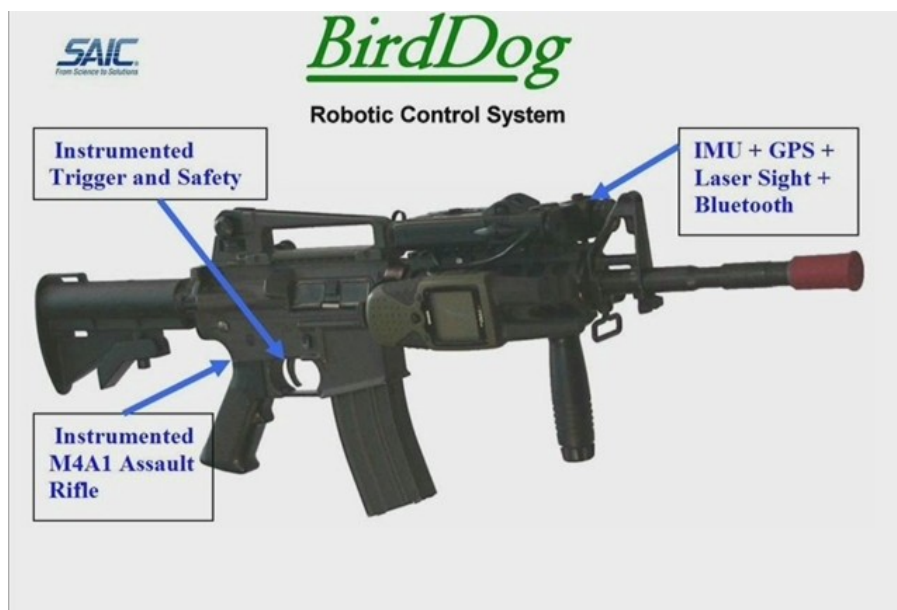 SAIC
From Science to Solutions
BirdDog
Robotic Control System
Instrumented
Trigger and Safety
IMU + GPS +
Laser Sight +
Bluetooth
Instrumented
M4A1 Assault
Rifle